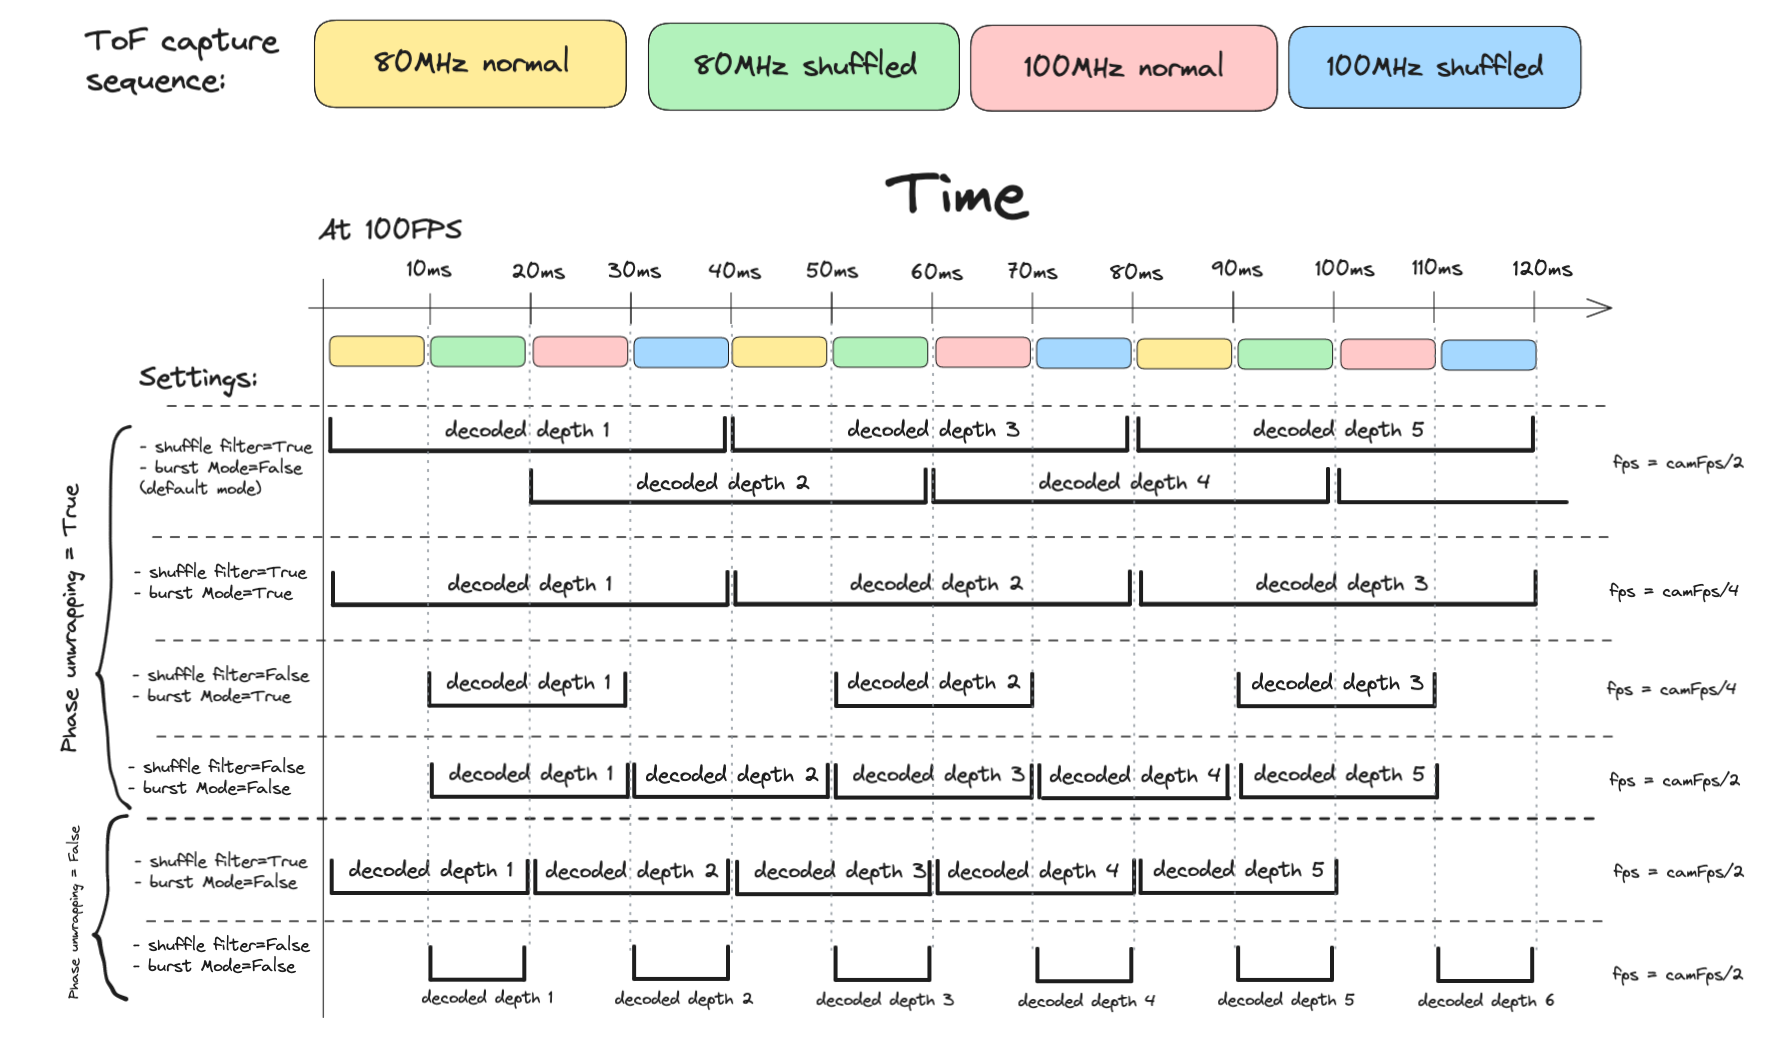 ToF capture
sequence:
80MHz normal
80MHz shuffled
100MHz normal
100MHz shuffled
Time
At 100FPS
10ms
20ms
30ms
40ms
50ms
60ms
70ms
80ms
90ms
100ms
110ms
120ms
Settings:
Phase unwrapping = True
- shuffle filter=True
- burst Mode=False
(default mode)
decoded depth 1
decoded depth 3
decoded depth 5
decoded depth 2
decoded depth 4
fps = camFps/2
- shuffle filter=True
- burst Mode=True
decoded depth 1
decoded depth 2
decoded depth 3
fps = camFps/4
- shuffle filter=False
- burst Mode=True
decoded depth 1
decoded depth 2
decoded depth 3
fps = camFps/4
- shuffle filter=False
- burst Mode=False
decoded depth 1
decoded depth 2
decoded depth 3
decoded depth 4
decoded depth 5
fps = camFps/2
Phase unwrapping = False
- shuffle filter=True
- burst Mode=False
decoded depth 1
decoded depth 2
decoded depth 3
decoded depth 4
decoded depth 5
fps = camFps/2
- shuffle filter=False
- burst Mode=False
decoded depth 1
decoded depth 2
decoded depth 3
decoded depth 4
decoded depth 5
decoded depth 6
fps = camFps/2